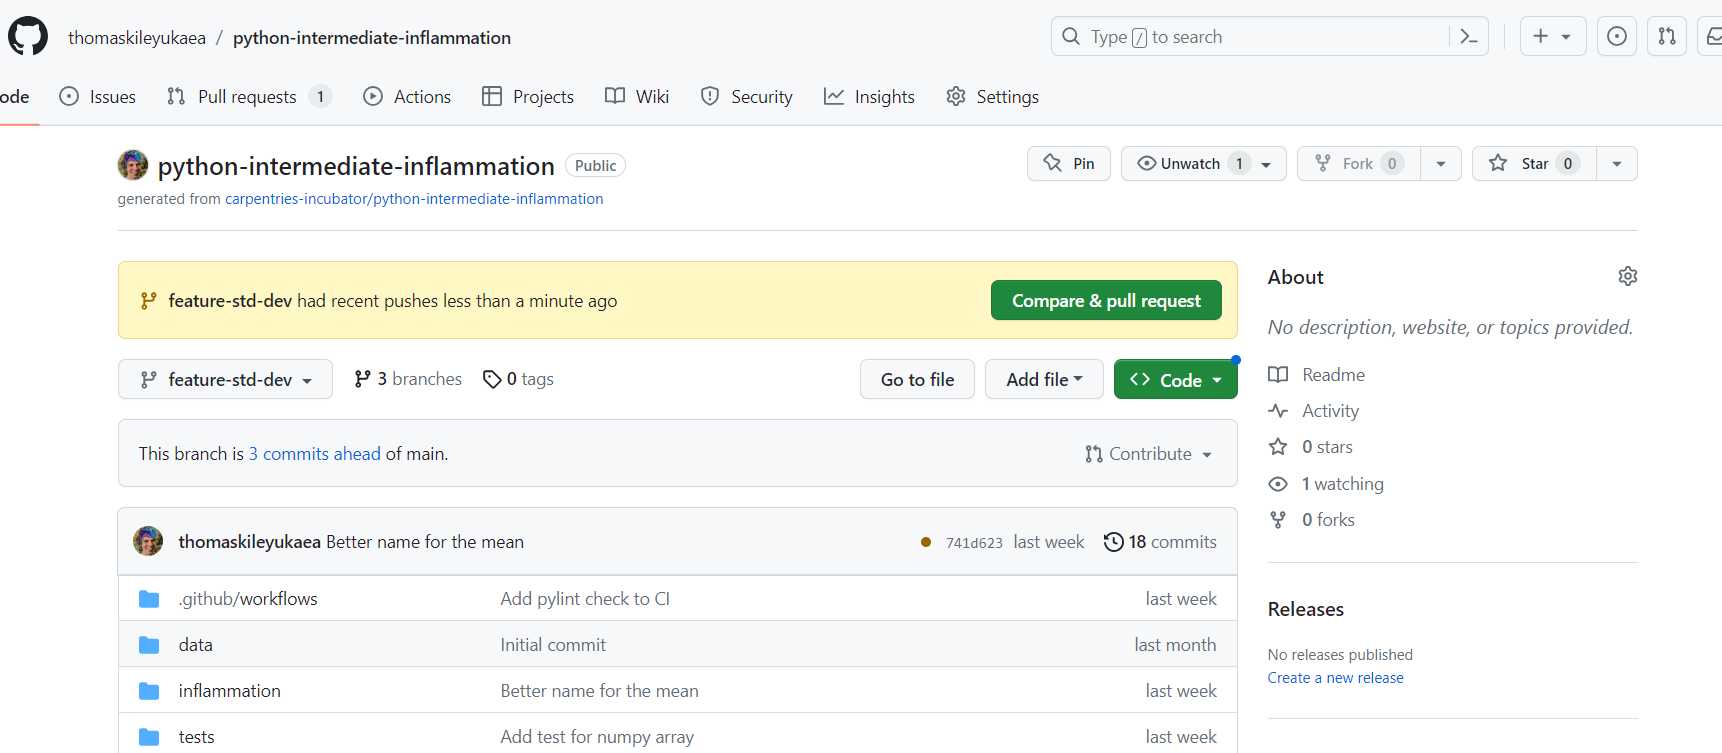 thomaskileyukaea / python-intermediate-inflammation Type / to search
ode Issues Pull requests 1 Actions Projects Wiki Security Insights Settings
python-intermediate-inflammation Public Pin Unwatch 1 Fork 0 Star 0
generated from carpentries-incubator/python-intermediate-inflammation
feature-std-dev had recent pushes less than a minute ago Compare & pull request
feature-std-dev 3 branches 0 tags Go to file Add file <> Code
This branch is 3 commits ahead of main. Contribute
thomaskileyukaea Better name for the mean 741d623 last week 18 commits
.github/workflows Add pylint check to CI last week
data Initial commit last month
inflammation Better name for the mean last week
tests Add test for numpy array last week
About
No description, website, or topics provided.
Readme
Activity
0 stars
1 watching
0 forks
Releases
No releases published
Create a new release